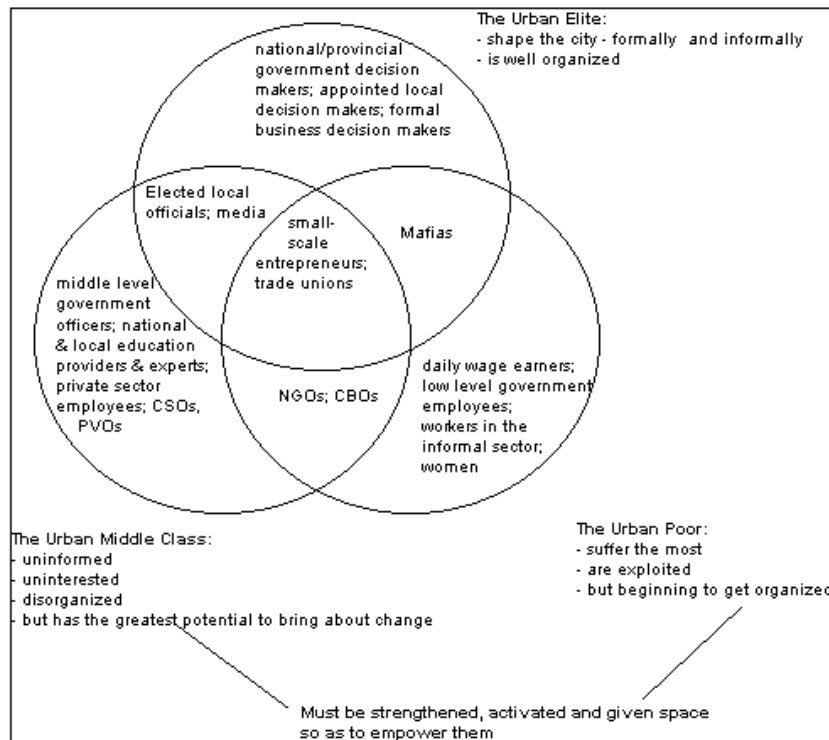 The Urban Elite:
- shape the city - formally and informally
- is well organized
national/provincial
government decision
makers; appointed local
decision makers; formal
business decision makers
Elected local
officials; media
small-
scale
entrepreneurs;
trade unions
Mafias
middle level
government
officers; national
& local education
providers & experts;
private sector
employees; CSOs,
PVOs
NGOs; CBOs
daily wage earners;
low level government
employees;
workers in the
informal sector;
women
The Urban Middle Class:
- uninformed
- uninterested
- disorganized
- but has the greatest potential to bring about change
The Urban Poor:
- suffer the most
- are exploited
- but beginning to get organized
Must be strengthened, activated and given space
so as to empower them